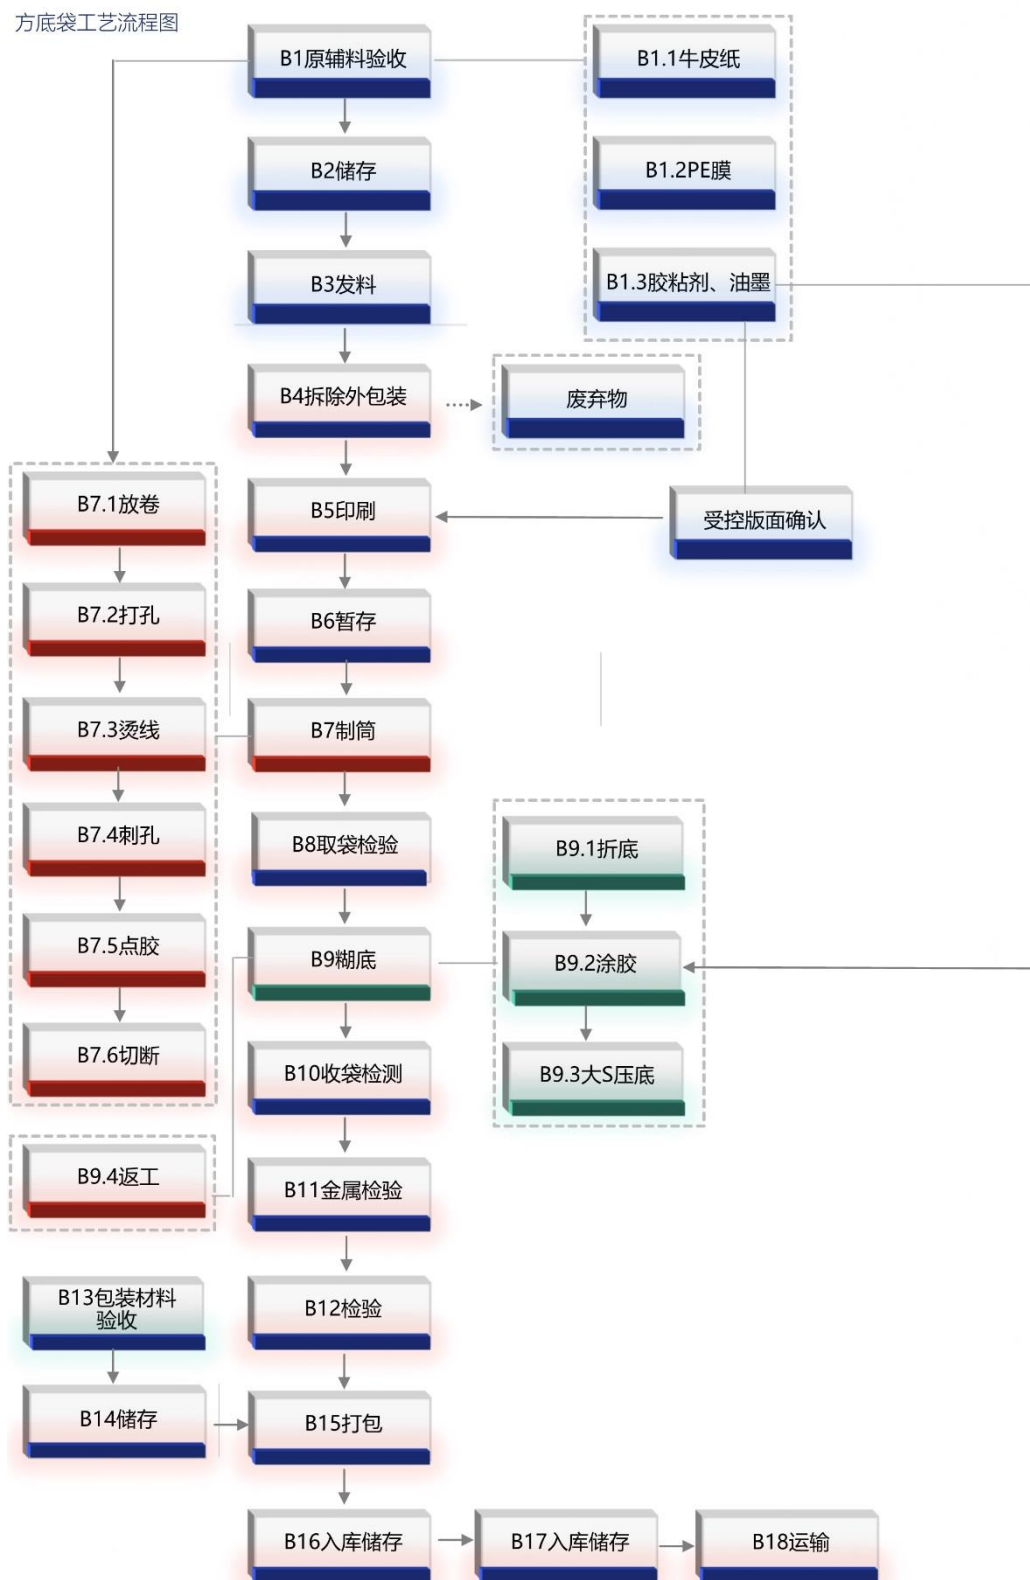 方底袋工艺流程图
B1原辅料验收
B1.1牛皮纸
B2储存
B1.2PE膜
B3发料
B1.3胶粘剂、油墨
B4拆除外包装
废弃物
B7.1放卷
B5印刷
受控版面确认
B7.2打孔
B6暂存
B7.3烫线
B7制筒
B7.4刺孔
B8取袋检验
B9.1折底
B7.5点胶
B9糊底
B9.2涂胶
B7.6切断
B10收袋检测
B9.3大S压底
B9.4返工
B11金属检验
B13包装材料
验收
B12检验
B14储存
B15打包
B16入库储存
B17入库储存
B18运输